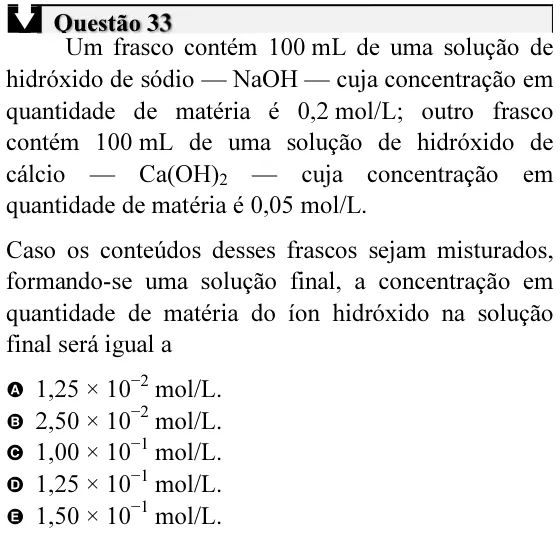 Questão 33
Um frasco contém 100 mL de uma solução de
hidróxido de sódio — NaOH — cuja concentração em
quantidade de matéria é 0,2 mol/L; outro frasco
contém 100 mL de uma solução de hidróxido de
cálcio — Ca(OH)₂ — cuja concentração em
quantidade de matéria é 0,05 mol/L.
Caso os conteúdos desses frascos sejam misturados,
formando-se uma solução final, a concentração em
quantidade de matéria do íon hidróxido na solução
final será igual a
A 1,25 × 10⁻² mol/L.
B 2,50 × 10⁻² mol/L.
C 1,00 × 10⁻¹ mol/L.
D 1,25 × 10⁻¹ mol/L.
E 1,50 × 10⁻¹ mol/L.